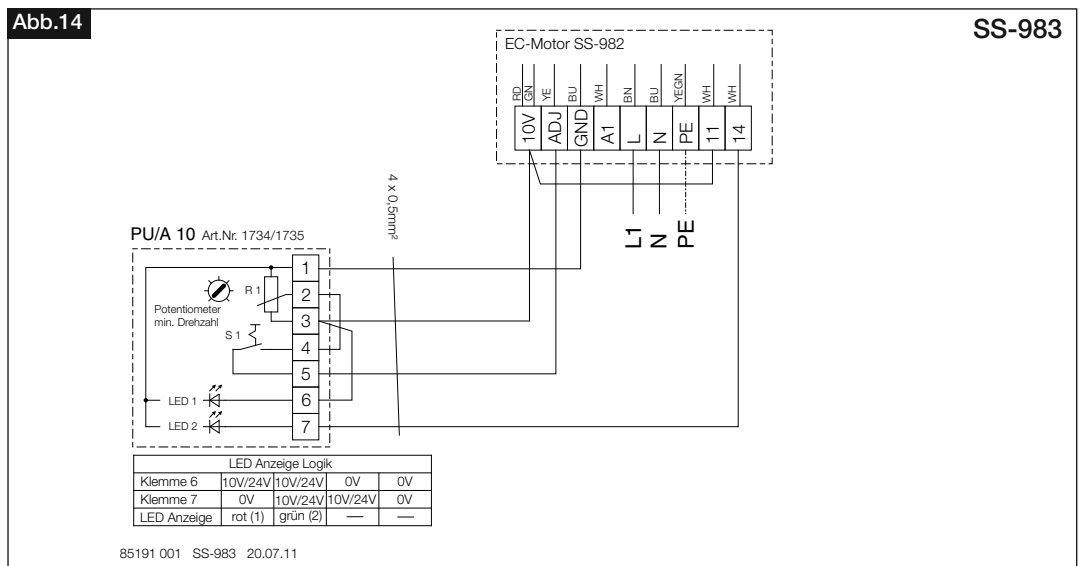 Abb.14
SS-983
EC-Motor SS-982
RD
GN
YE
BU
WH
BN
BU
YEGN
WH
WH
10V
ADJ
GND
A1
L
N
PE
11
14
4 x 0,5mm²
L1
N
PE
PU/A 10 Art.Nr. 1734/1735
1
R 1
2
Potentiometer
min. Drehzahl
3
S 1
4
5
LED 1
6
LED 2
7
LED Anzeige Logik
Klemme 6 10V/24V 10V/24V 0V 0V
Klemme 7 0V 10V/24V 10V/24V 0V
LED Anzeige rot (1) grün (2) — —
85191 001 SS-983 20.07.11